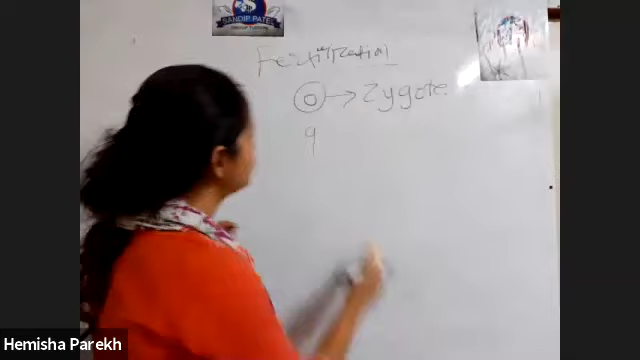 SANDIP PATEL
Fertilization
Zygote
9
Hemisha Parekh